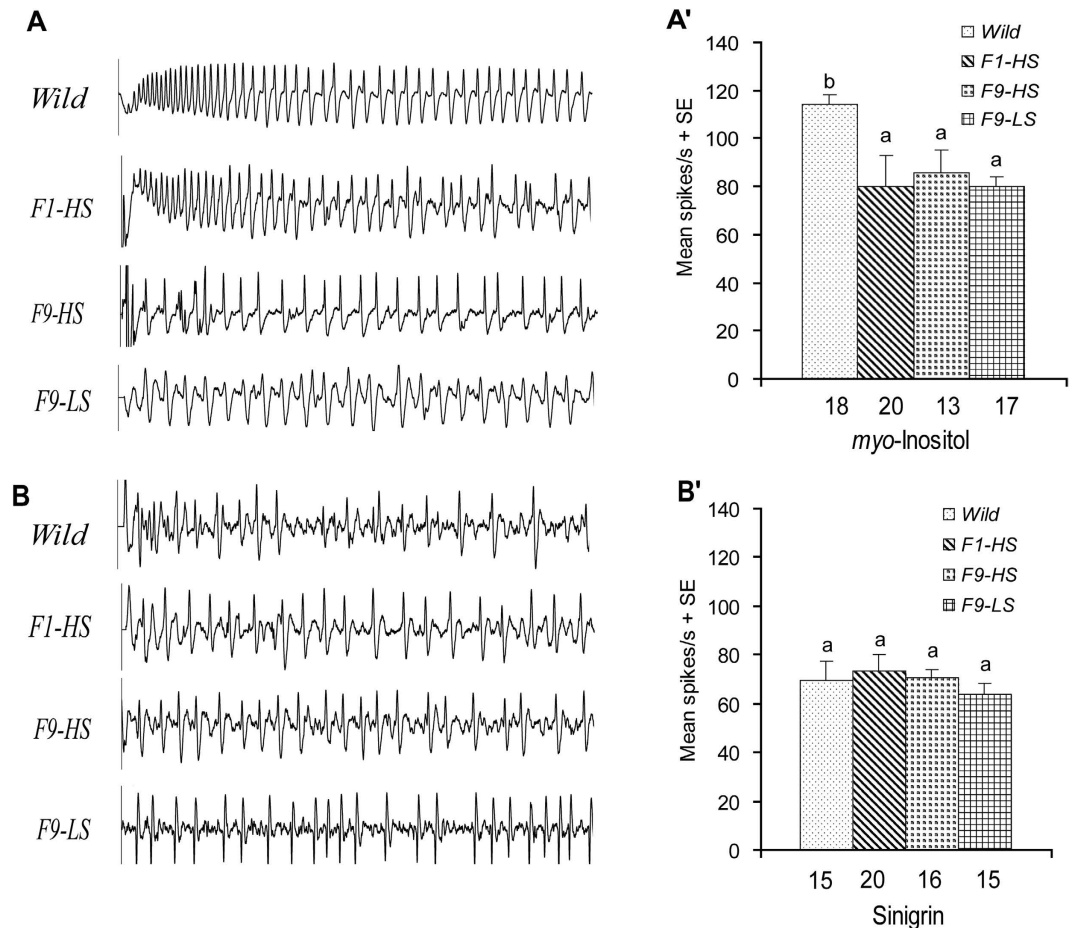 A
Wild
F1-HS
F9-HS
F9-LS
A'
Wild
F1-HS
F9-HS
F9-LS
Mean spikes/s + SE
140
120
100
80
60
40
20
0
b
a
a
a
18 20 13 17
myo-Inositol
B
Wild
F1-HS
F9-HS
F9-LS
B'
Wild
F1-HS
F9-HS
F9-LS
Mean spikes/s + SE
140
120
100
80
60
40
20
0
a
a
a
a
15 20 16 15
Sinigrin